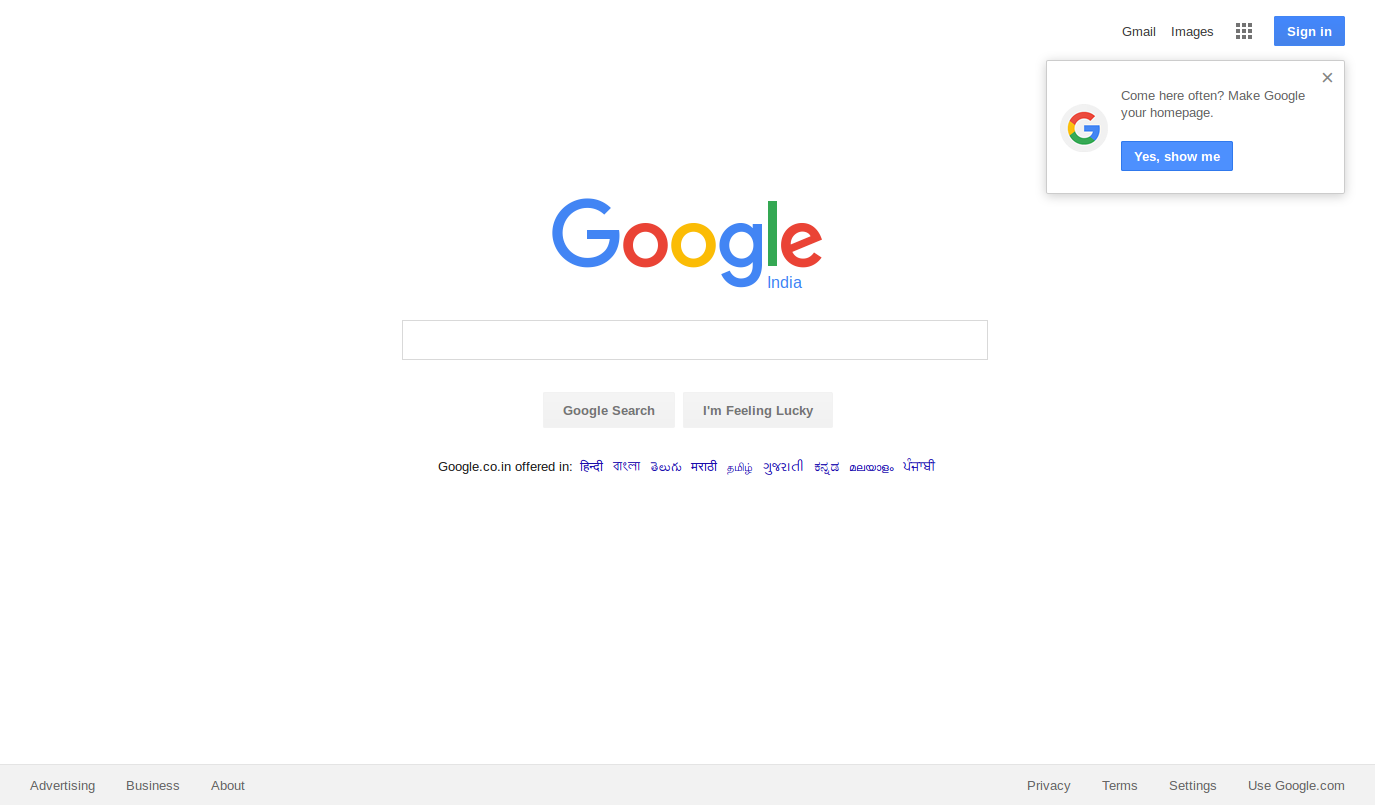 Gmail Images Sign in
Come here often? Make Google
your homepage.
Yes, show me
Google
India
Google Search I'm Feeling Lucky
Google.co.in offered in: हिन्दी বাংলা తెలుగు मराठी தமிழ் ગુજરાતી ಕನ್ನಡ മലയാളം ਪੰਜਾਬੀ
Advertising Business About Privacy Terms Settings Use Google.com